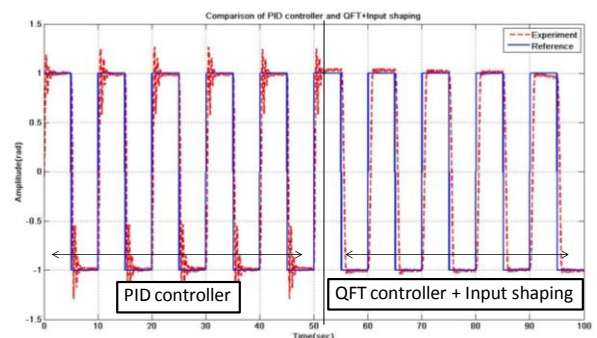 Comparison of PID controller and QFT+Input shaping
Experiment
Reference
Amplitude(rad)
1.5
1
0.5
0
-0.5
-1
-1.5
PID controller
QFT controller + Input shaping
0 10 20 30 40 50 60 70 80 90 100
Time(sec)